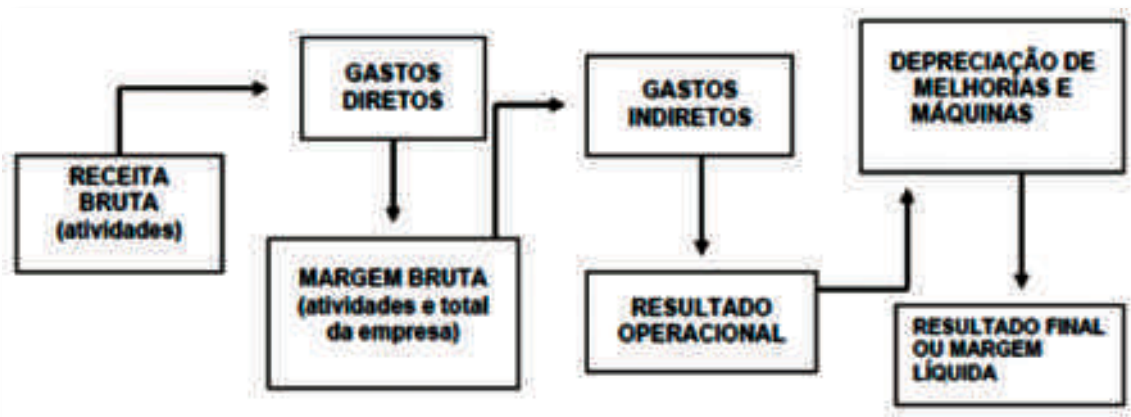 RECEITA
BRUTA
(atividades)
GASTOS
DIRETOS
MARGEM BRUTA
(atividades e total
da empresa)
GASTOS
INDIRETOS
RESULTADO
OPERACIONAL
DEPRECIAÇÃO DE
MELHORIAS E
MÁQUINAS
RESULTADO FINAL
OU MARGEM
LÍQUIDA